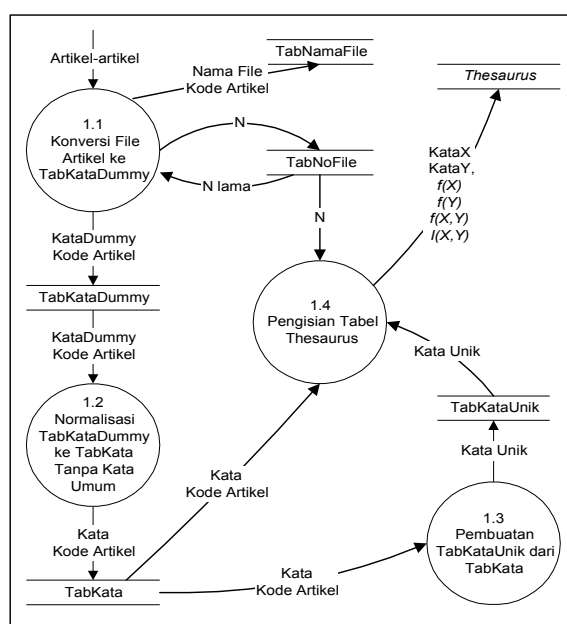 Artikel-artikel
TabNamaFile
Nama File
Kode Artikel
Thesaurus
1.1
Konversi File
Artikel ke
TabKataDummy
N
TabNoFile
N lama
N
KataX
KataY,
f(X)
f(Y)
f(X,Y)
I(X,Y)
KataDummy
Kode Artikel
TabKataDummy
KataDummy
Kode Artikel
1.4
Pengisian Tabel
Thesaurus
Kata Unik
TabKataUnik
Kata Unik
1.2
Normalisasi
TabKataDummy
ke TabKata
Tanpa Kata
Umum
Kata
Kode Artikel
Kata
Kode Artikel
1.3
Pembuatan
TabKataUnik dari
TabKata
TabKata
Kata
Kode Artikel